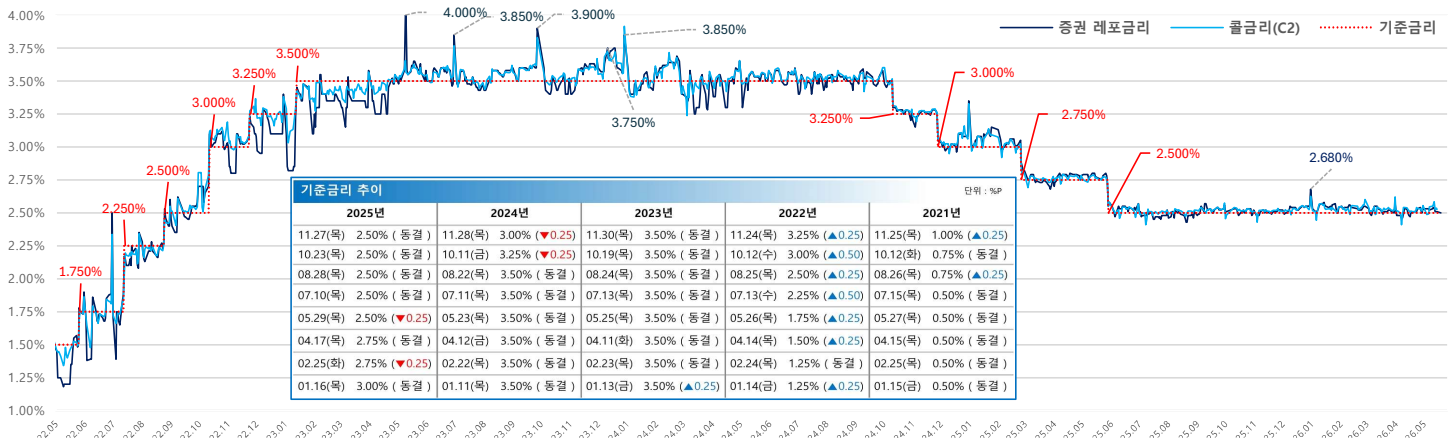 4.00%
3.75%
3.50%
3.25%
3.00%
2.75%
2.50%
2.25%
2.00%
1.75%
1.50%
1.25%
1.00%
증권 레포금리 콜금리(C2) 기준금리
4.000%
3.850%
3.900%
3.850%
3.750%
3.500%
3.250%
3.000%
2.500%
2.250%
1.750%
3.250%
3.000%
2.750%
2.500%
2.680%
기준금리 추이 단위 : %P
2025년 2024년 2023년 2022년 2021년
11.27(목) 2.50% ( 동결 ) 11.28(목) 3.00% (▼0.25) 11.30(목) 3.50% ( 동결 ) 11.24(목) 3.25% (▲0.25) 11.25(목) 1.00% (▲0.25)
10.23(목) 2.50% ( 동결 ) 10.11(금) 3.25% (▼0.25) 10.19(목) 3.50% ( 동결 ) 10.12(수) 3.00% (▲0.50) 10.12(화) 0.75% ( 동결 )
08.28(목) 2.50% ( 동결 ) 08.22(목) 3.50% ( 동결 ) 08.24(목) 3.50% ( 동결 ) 08.25(목) 2.50% (▲0.25) 08.26(목) 0.75% (▲0.25)
07.10(목) 2.50% ( 동결 ) 07.11(목) 3.50% ( 동결 ) 07.13(목) 3.50% ( 동결 ) 07.13(수) 2.25% (▲0.50) 07.15(목) 0.50% ( 동결 )
05.29(목) 2.50% (▼0.25) 05.23(목) 3.50% ( 동결 ) 05.25(목) 3.50% ( 동결 ) 05.26(목) 1.75% (▲0.25) 05.27(목) 0.50% ( 동결 )
04.17(목) 2.75% ( 동결 ) 04.12(금) 3.50% ( 동결 ) 04.11(화) 3.50% ( 동결 ) 04.14(목) 1.50% (▲0.25) 04.15(목) 0.50% ( 동결 )
02.25(화) 2.75% (▼0.25) 02.22(목) 3.50% ( 동결 ) 02.23(목) 3.50% ( 동결 ) 02.24(목) 1.25% ( 동결 ) 02.25(목) 0.50% ( 동결 )
01.16(목) 3.00% ( 동결 ) 01.11(목) 3.50% ( 동결 ) 01.13(금) 3.50% (▲0.25) 01.14(금) 1.25% (▲0.25) 01.15(금) 0.50% ( 동결 )